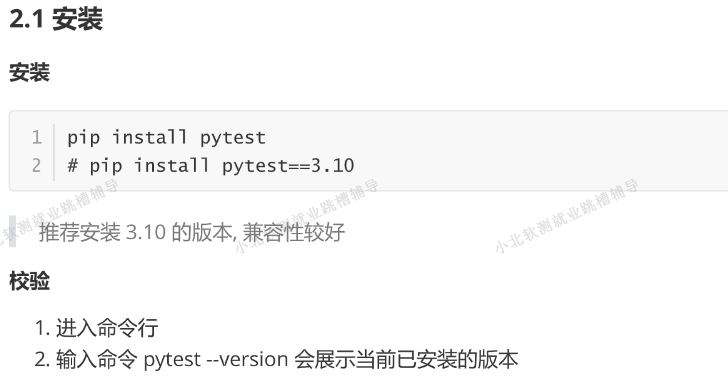 2.1 安装
安装
1 pip install pytest
2 # pip install pytest==3.10
推荐安装 3.10 的版本, 兼容性较好
小北软测就业跳槽辅导
小北软测就业跳槽辅导
小北软测就业跳槽辅导
校验
1. 进入命令行
2. 输入命令 pytest --version 会展示当前已安装的版本